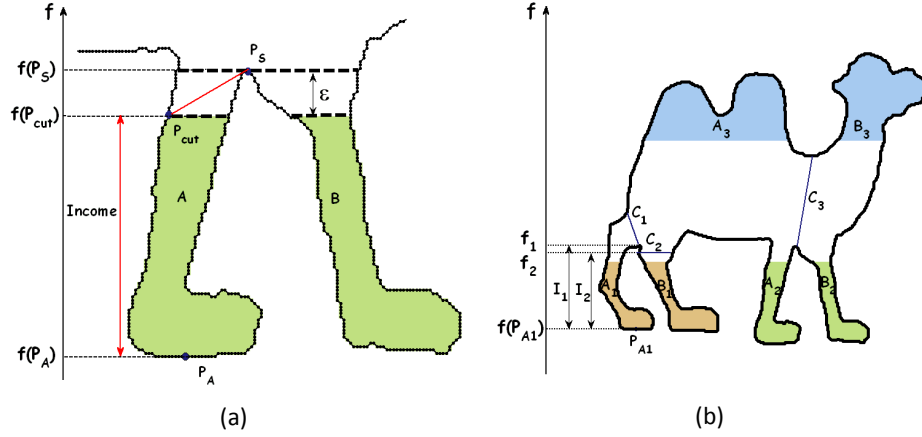 f
P_S
f(P_S)
ε
f(P_cut)
P_cut
A
B
Income
f(P_A)
P_A
(a)
f
A_3
B_3
C_1
C_3
C_2
f_1
f_2
A_1
B_1
A_2
B_2
I_1
I_2
f(P_A1)
P_A1
(b)